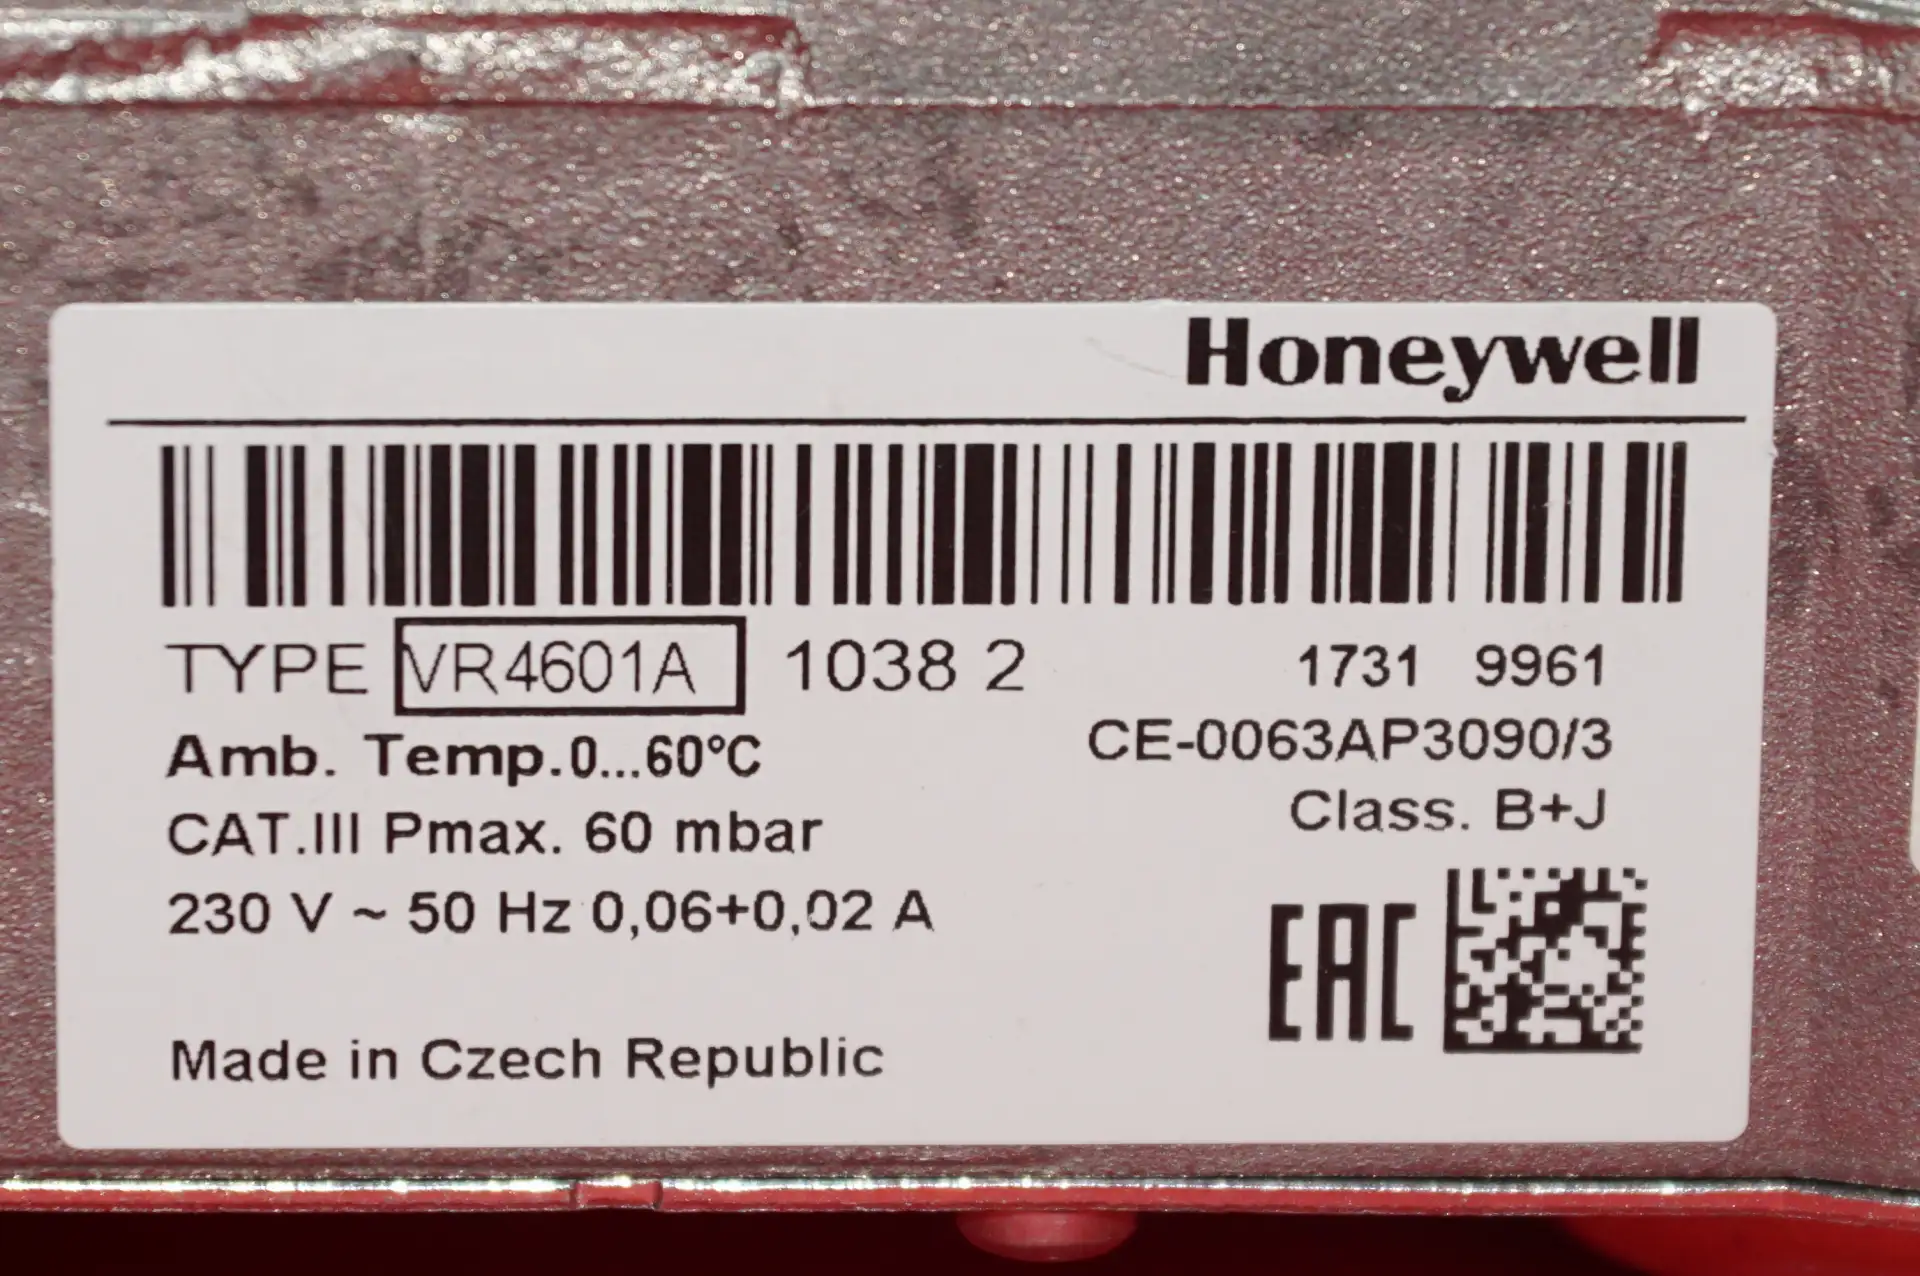 Honeywell
TYPE VR4601A 1038 2 1731 9961
Amb. Temp.0...60°C CE-0063AP3090/3
CAT.III Pmax. 60 mbar Class. B+J
230 V ~ 50 Hz 0,06+0,02 A
EAC
Made in Czech Republic